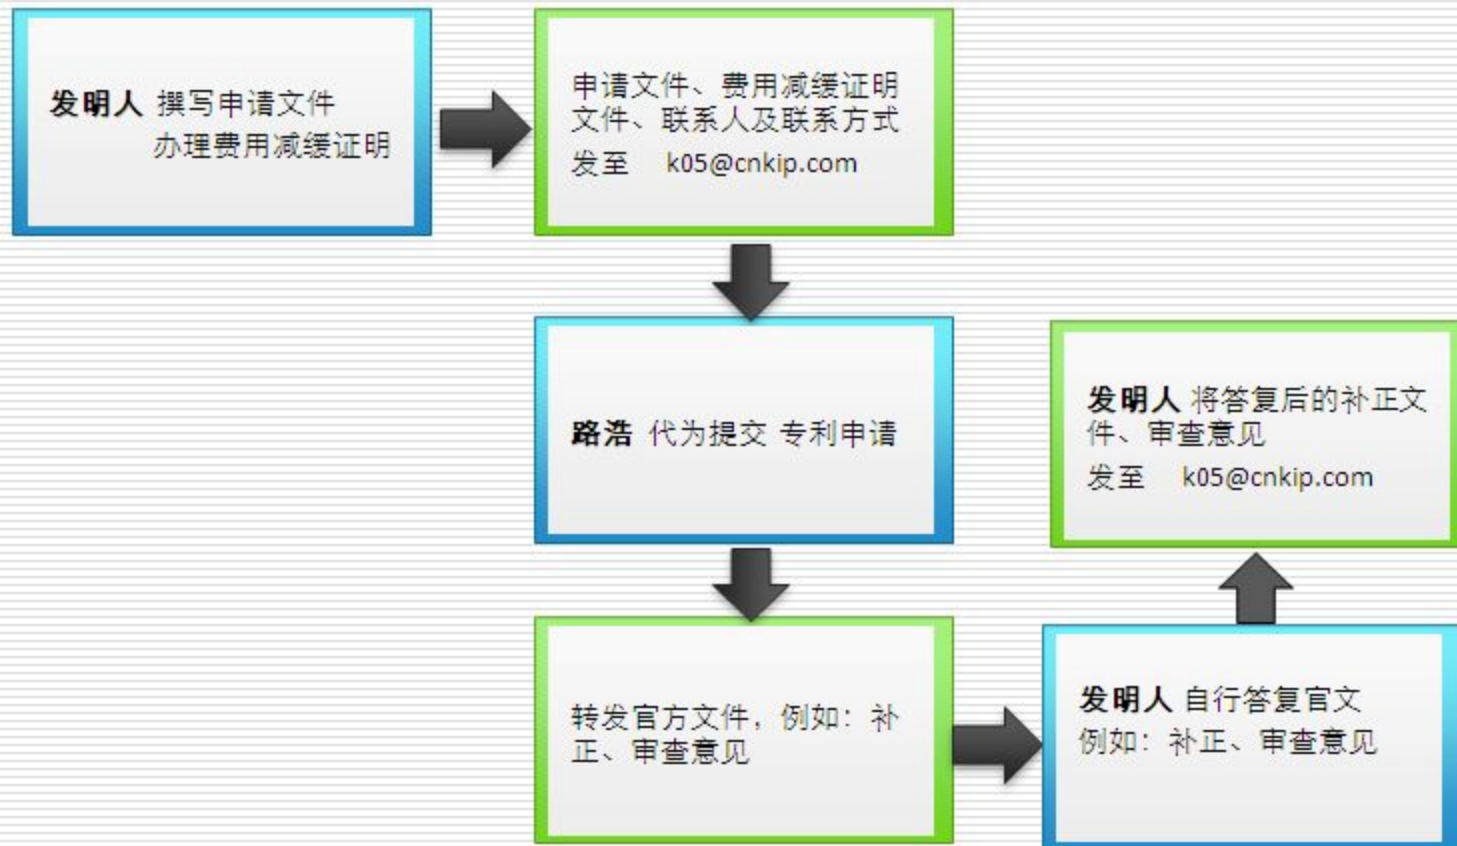 发明人 撰写申请文件
办理费用减缓证明
申请文件、费用减缓证明
文件、联系人及联系方式
发至 k05@cnkip.com
路浩 代为提交 专利申请
转发官方文件，例如：补
正、审查意见
发明人 自行答复官文
例如：补正、审查意见
发明人 将答复后的补正文
件、审查意见
发至 k05@cnkip.com